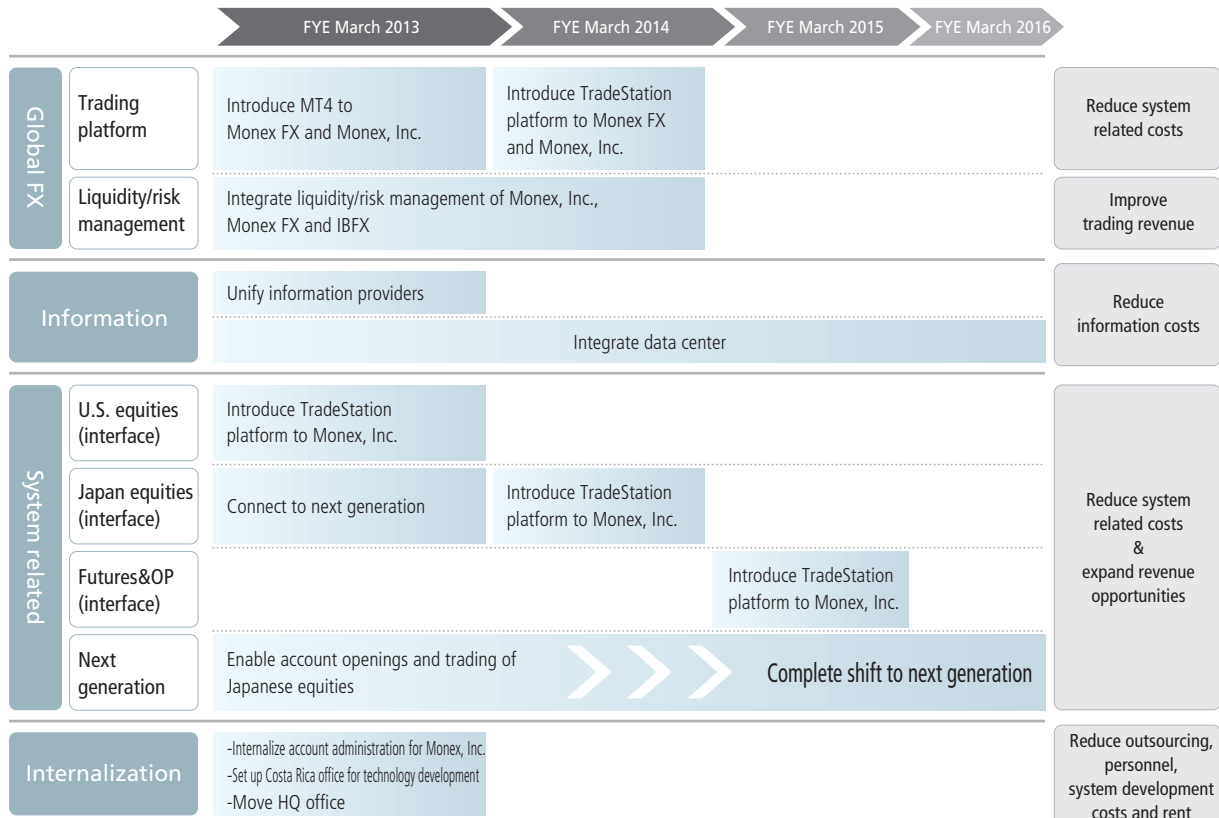 FYE March 2013
FYE March 2014
FYE March 2015
FYE March 2016
Global FX
Trading
platform
Introduce MT4 to
Monex FX and Monex, Inc.
Introduce TradeStation
platform to Monex FX
and Monex, Inc.
Reduce system
related costs
Liquidity/risk
management
Integrate liquidity/risk management of Monex, Inc.,
Monex FX and IBFX
Improve
trading revenue
Information
Unify information providers
Integrate data center
Reduce
information costs
System related
U.S. equities
(interface)
Introduce TradeStation
platform to Monex, Inc.
Japan equities
(interface)
Connect to next generation
Introduce TradeStation
platform to Monex, Inc.
Futures&OP
(interface)
Introduce TradeStation
platform to Monex, Inc.
Next
generation
Enable account openings and trading of
Japanese equities
Complete shift to next generation
Reduce system
related costs
&
expand revenue
opportunities
Internalization
-Internalize account administration for Monex, Inc.
-Set up Costa Rica office for technology development
-Move HQ office
Reduce outsourcing,
personnel,
system development
costs and rent